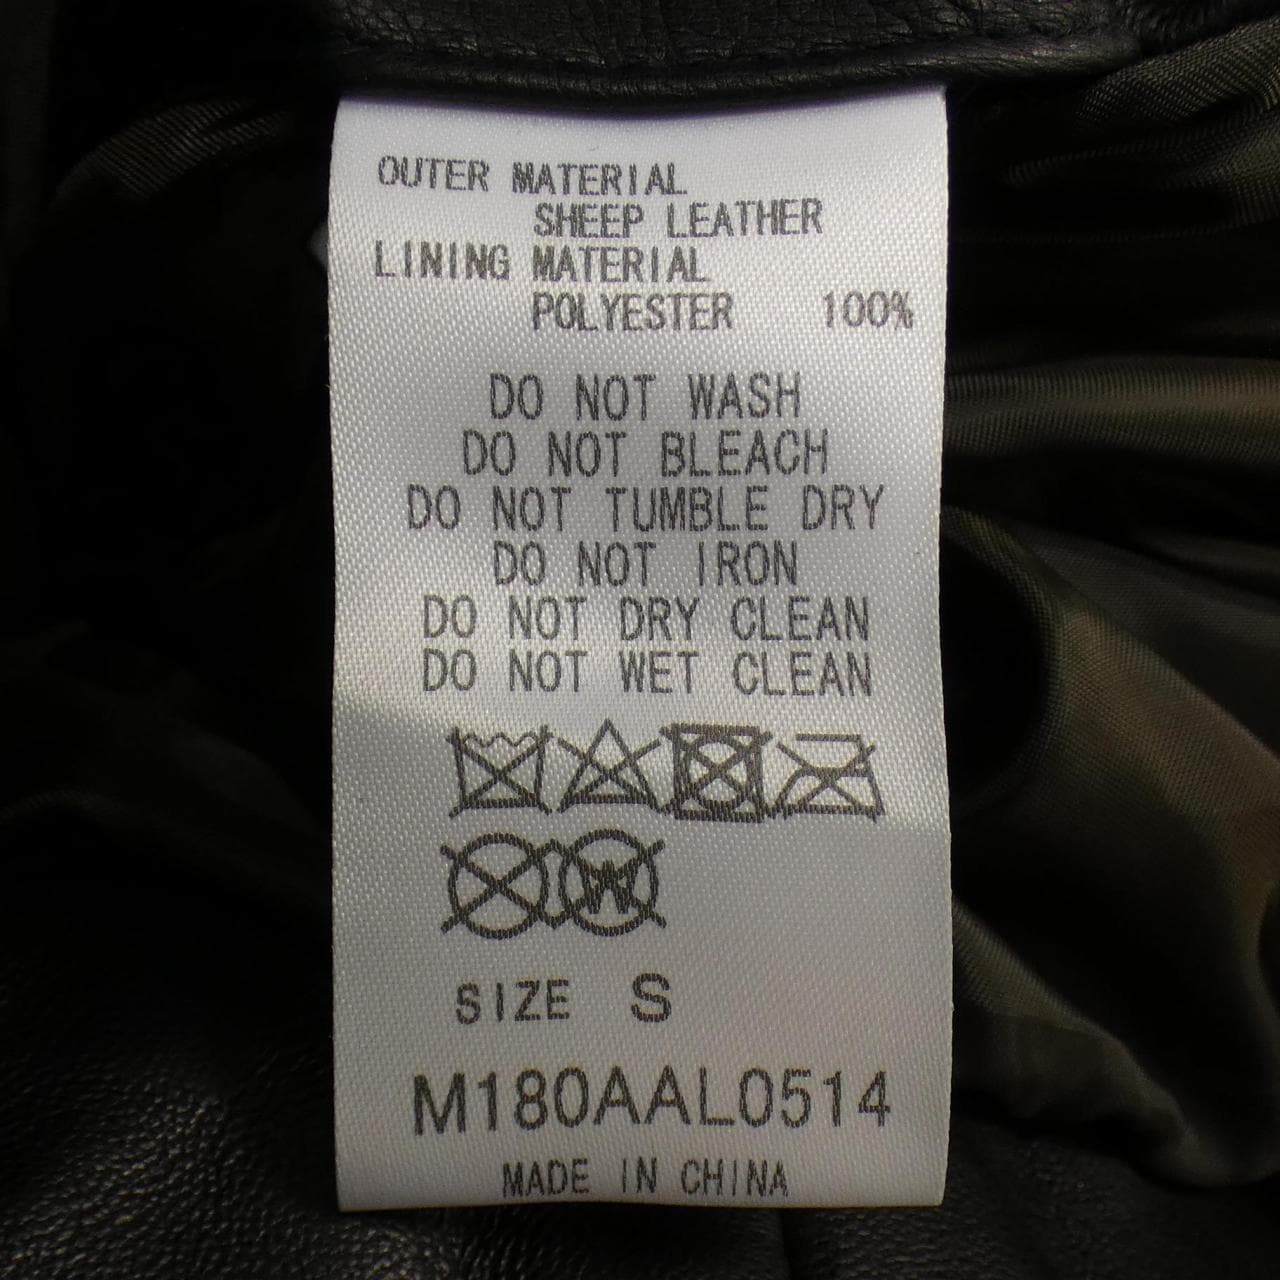 OUTER MATERIAL
SHEEP LEATHER
LINING MATERIAL
POLYESTER 100%
DO NOT WASH
DO NOT BLEACH
DO NOT TUMBLE DRY
DO NOT IRON
DO NOT DRY CLEAN
DO NOT WET CLEAN
W
SIZE S
M180AAL0514
MADE IN CHINA